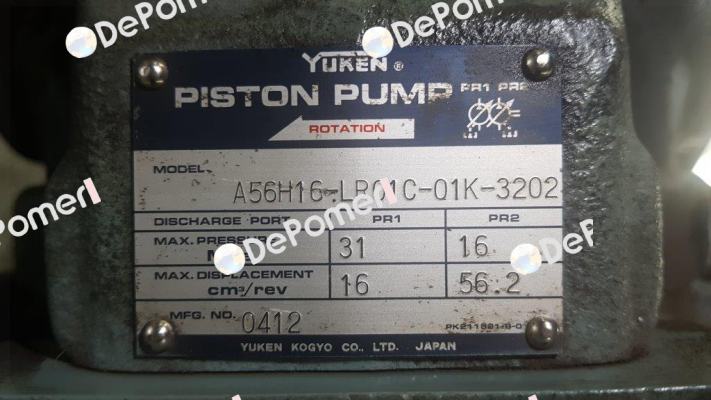 YUKEN ®
PISTON PUMP PR1 PR2
ROTATION
MODEL A56H16-LR01C-01K-3202
DISCHARGE PORT PR1 PR2
MAX. PRESSURE 31 16
MAX. DISPLACEMENT
cm³/rev 16 56.2
MFG. NO. 0412
YUKEN KOGYO CO., LTD. JAPAN
DePomeri
DePomeri
DePomeri
DePomeri
DePomeri
DePomeri
DePomeri